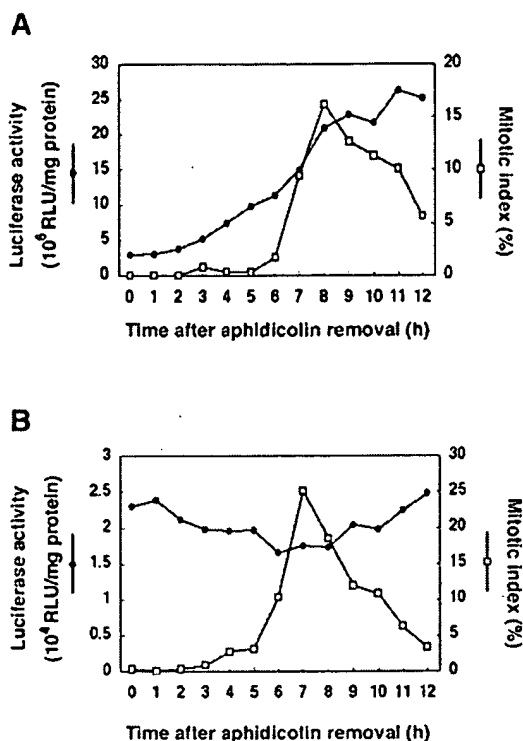 A
Luciferase activity
(10⁶ RLU/mg protein)
30
25
20
15
10
5
0
20
15
10
5
0
Mitotic index (%)
0 1 2 3 4 5 6 7 8 9 10 11 12
Time after aphidicolin removal (h)
B
Luciferase activity
(10⁴ RLU/mg protein)
3
2.5
2
1.5
1
0.5
0
30
25
20
15
10
5
0
Mitotic index (%)
0 1 2 3 4 5 6 7 8 9 10 11 12
Time after aphidicolin removal (h)